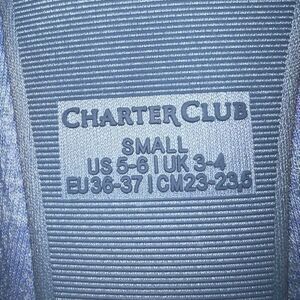 CHARTER CLUB
SMALL
US 5-6 | UK 3-4
EU 36-37 | CM 23-23,5